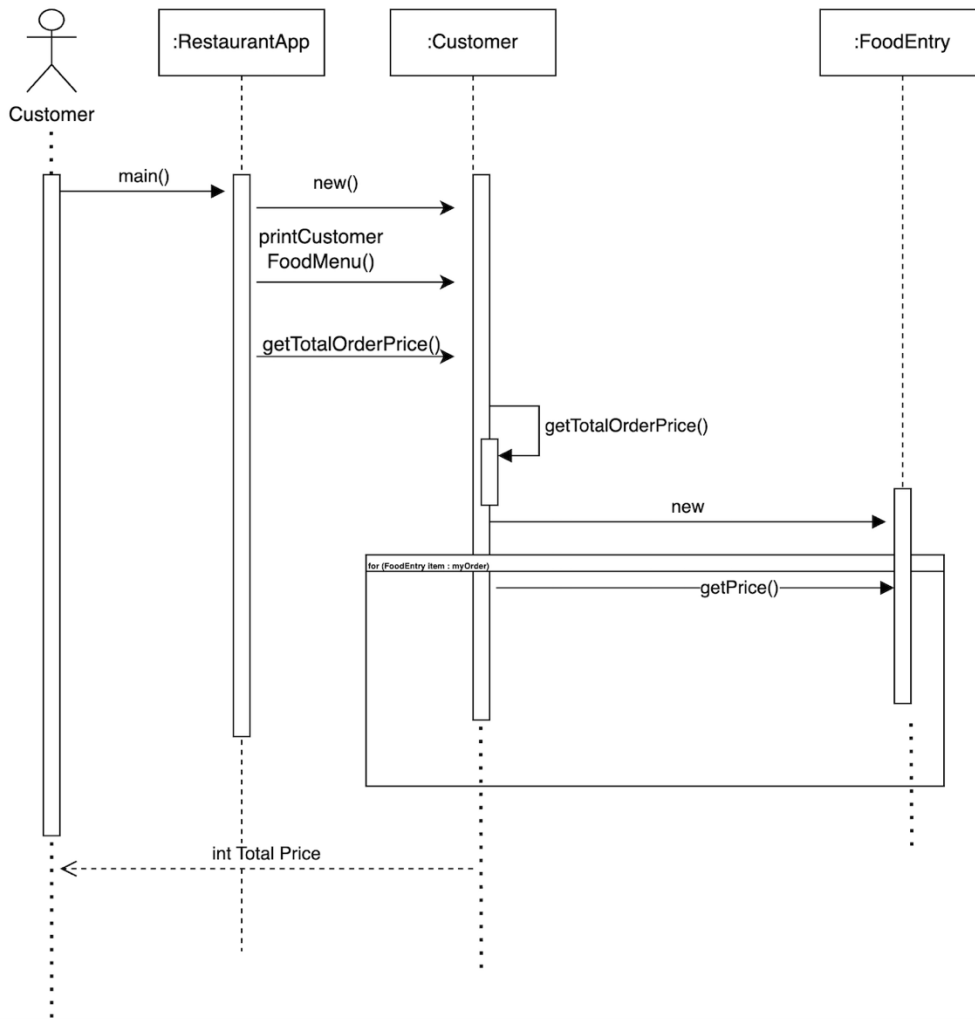 :RestaurantApp
:Customer
:FoodEntry
Customer
main()
new()
printCustomer
FoodMenu()
getTotalOrderPrice()
getTotalOrderPrice()
new
for (FoodEntry item : myOrder)
getPrice()
int Total Price